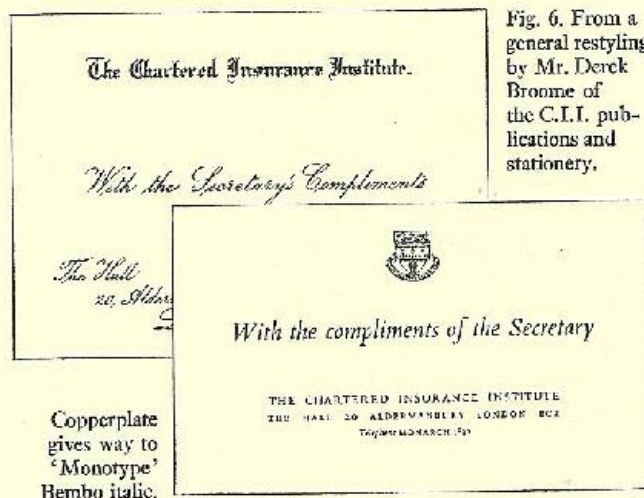 Fig. 6. From a
general restyling
by Mr. Derek
Broome of
the C.I.I. pub-
lications and
stationery.
The Chartered Insurance Institute.
With the Secretary's Compliments
The Hall
20, Alder
With the compliments of the Secretary
THE CHARTERED INSURANCE INSTITUTE
THE HALL 20 ALDERMANBURY LONDON EC2
Telephone MONARCH
Copperplate
gives way to
‘Monotype’
Bembo italic.